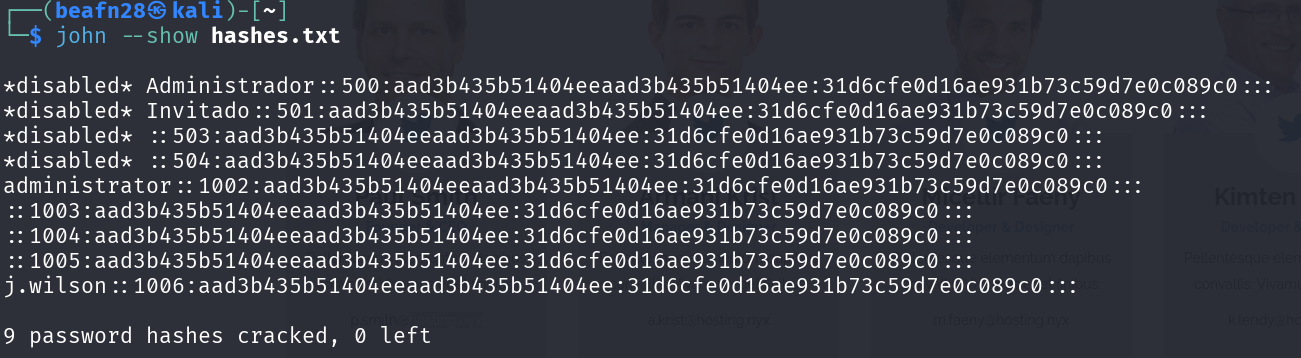 (beafn28㉿kali)-[~]
$ john --show hashes.txt
*disabled* Administrador::500:aad3b435b51404eeaad3b435b51404ee:31d6cfe0d16ae931b73c59d7e0c089c0:::
*disabled* Invitado::501:aad3b435b51404eeaad3b435b51404ee:31d6cfe0d16ae931b73c59d7e0c089c0:::
*disabled* ::503:aad3b435b51404eeaad3b435b51404ee:31d6cfe0d16ae931b73c59d7e0c089c0:::
*disabled* ::504:aad3b435b51404eeaad3b435b51404ee:31d6cfe0d16ae931b73c59d7e0c089c0:::
administrator::1002:aad3b435b51404eeaad3b435b51404ee:31d6cfe0d16ae931b73c59d7e0c089c0:::
::1003:aad3b435b51404eeaad3b435b51404ee:31d6cfe0d16ae931b73c59d7e0c089c0:::
::1004:aad3b435b51404eeaad3b435b51404ee:31d6cfe0d16ae931b73c59d7e0c089c0:::
::1005:aad3b435b51404eeaad3b435b51404ee:31d6cfe0d16ae931b73c59d7e0c089c0:::
j.wilson::1006:aad3b435b51404eeaad3b435b51404ee:31d6cfe0d16ae931b73c59d7e0c089c0:::
9 password hashes cracked, 0 left